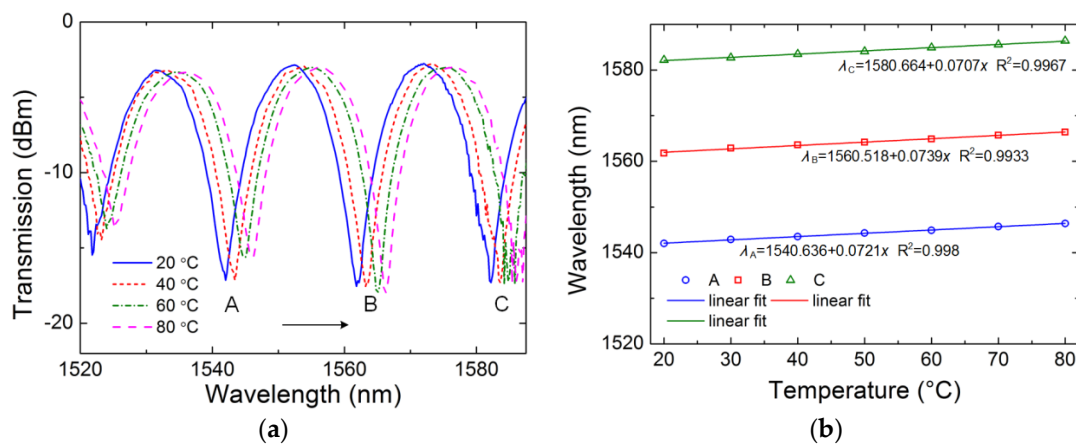 0
-10
-20
Transmission (dBm)
20 °C
40 °C
60 °C
80 °C
A
B
C
1520
1540
1560
1580
Wavelength (nm)
(a)
1580
1560
1540
1520
Wavelength (nm)
λC=1580.664+0.0707x R²=0.9967
λB=1560.518+0.0739x R²=0.9933
λA=1540.636+0.0721x R²=0.998
A B C
linear fit linear fit
linear fit
20 30 40 50 60 70 80
Temperature (°C)
(b)